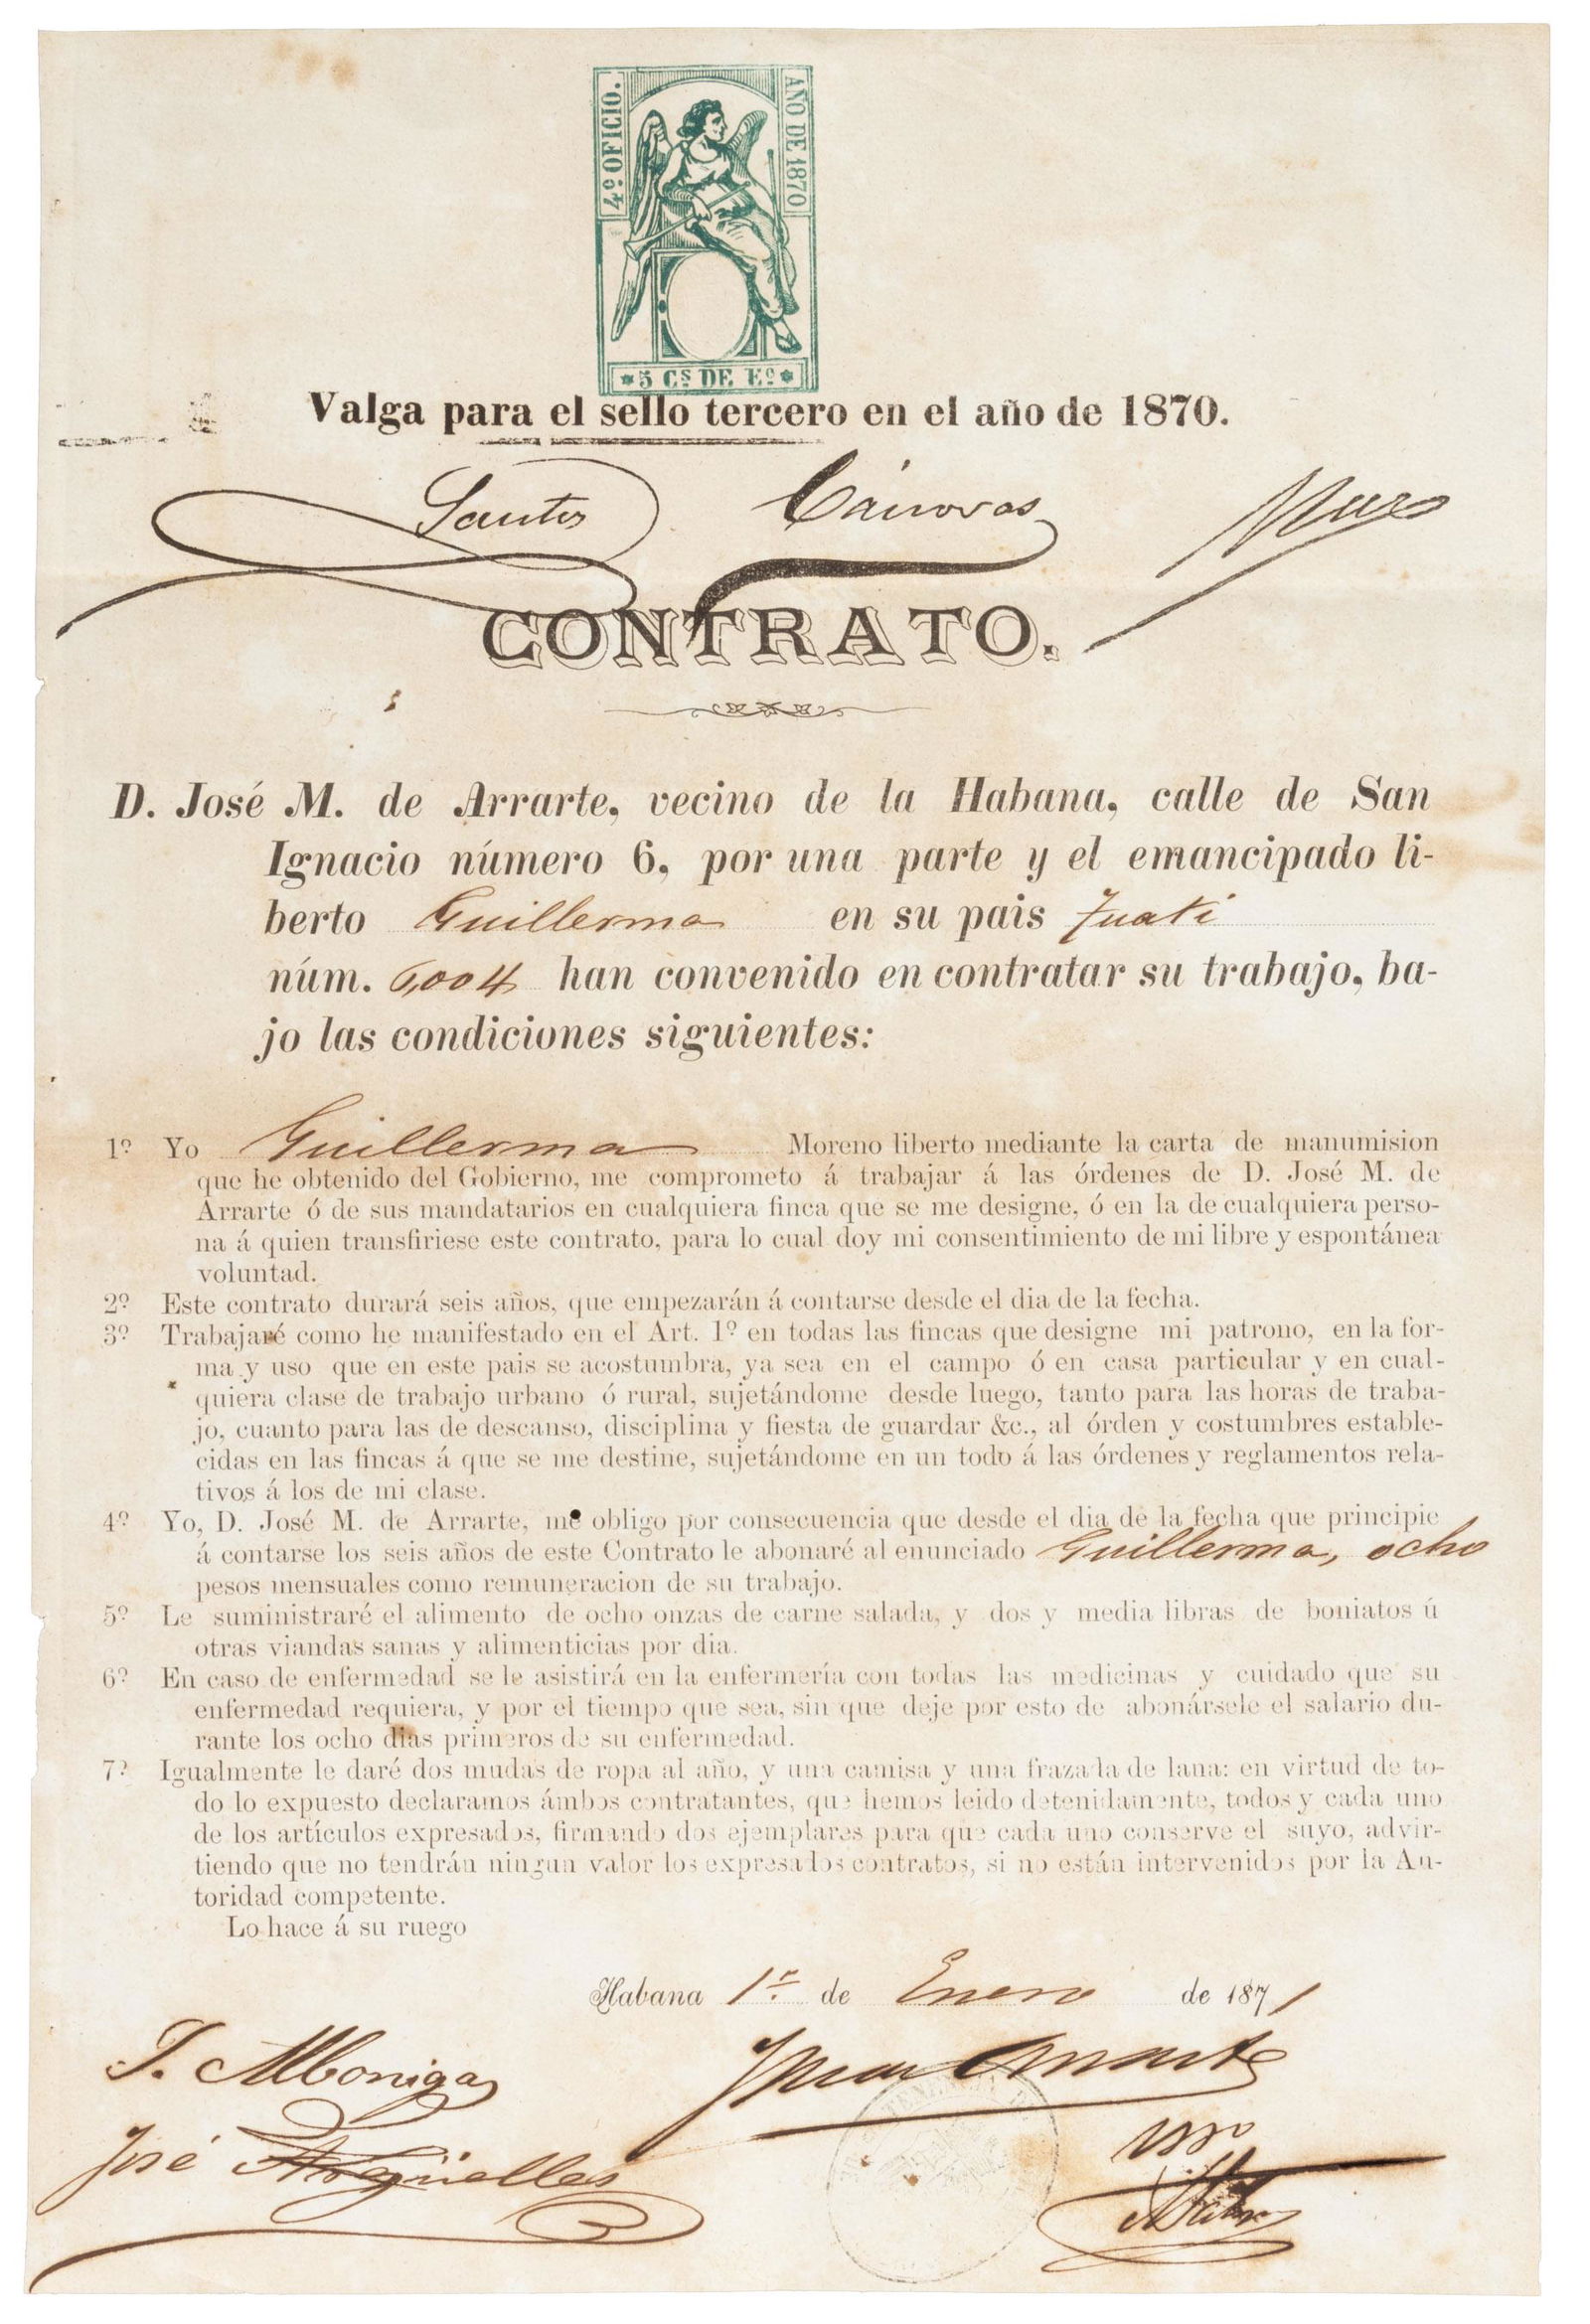 4º OFICIO.
AÑO DE 1870
*5 Cs DE Eº*
Valga para el sello tercero en el año de 1870.
Santos Cánovas Muro
CONTRATO.
D. José M. de Arrarte, vecino de la Habana, calle de San
Ignacio número 6, por una parte y el emancipado li-
berto Guillerma en su pais Juati
núm. 6,004 han convenido en contratar su trabajo, ba-
jo las condiciones siguientes:
1º Yo Guillerma Moreno liberto mediante la carta de manumision
que he obtenido del Gobierno, me comprometo á trabajar á las órdenes de D. José M. de
Arrarte ó de sus mandatarios en cualquiera finca que se me designe, ó en la de cualquiera perso-
na á quien transfiriese este contrato, para lo cual doy mi consentimiento de mi libre y espontánea
voluntad.
2º Este contrato durará seis años, que empezarán á contarse desde el dia de la fecha.
3º Trabajaré como he manifestado en el Art. 1º en todas las fincas que designe mi patrono, en la for-
ma y uso que en este pais se acostumbra, ya sea en el campo ó en casa particular y en cual-
quiera clase de trabajo urbano ó rural, sujetándome desde luego, tanto para las horas de traba-
jo, cuanto para las de descanso, disciplina y fiesta de guardar &c., al órden y costumbres estable-
cidas en las fincas á que se me destine, sujetándome en un todo á las órdenes y reglamentos rela-
tivos á los de mi clase.
4º Yo, D. José M. de Arrarte, me obligo por consecuencia que desde el dia de la fecha que principie
á contarse los seis años de este Contrato le abonaré al enunciado Guillerma, ocho
pesos mensuales como remuneracion de su trabajo.
5º Le suministraré el alimento de ocho onzas de carne salada, y dos y media libras de boniatos ú
otras viandas sanas y alimenticias por dia.
6º En caso de enfermedad se le asistirá en la enfermería con todas las medicinas y cuidado que su
enfermedad requiera, y por el tiempo que sea, sin que deje por esto de abonársele el salario du-
rante los ocho dias primeros de su enfermedad.
7º Igualmente le daré dos mudas de ropa al año, y una camisa y una frazada de lana: en virtud de to-
do lo expuesto declaramos ámbos contratantes, que hemos leido detenidamente, todos y cada uno
de los artículos expresados, firmando dos ejemplares para que cada uno conserve el suyo, advir-
tiendo que no tendrán ningun valor los expresados contratos, si no están intervenidos por la Au-
toridad competente.
Lo hace á su ruego
Habana 1º de Enero de 1871
J. Alboniga
José Argüelles
Arrarte